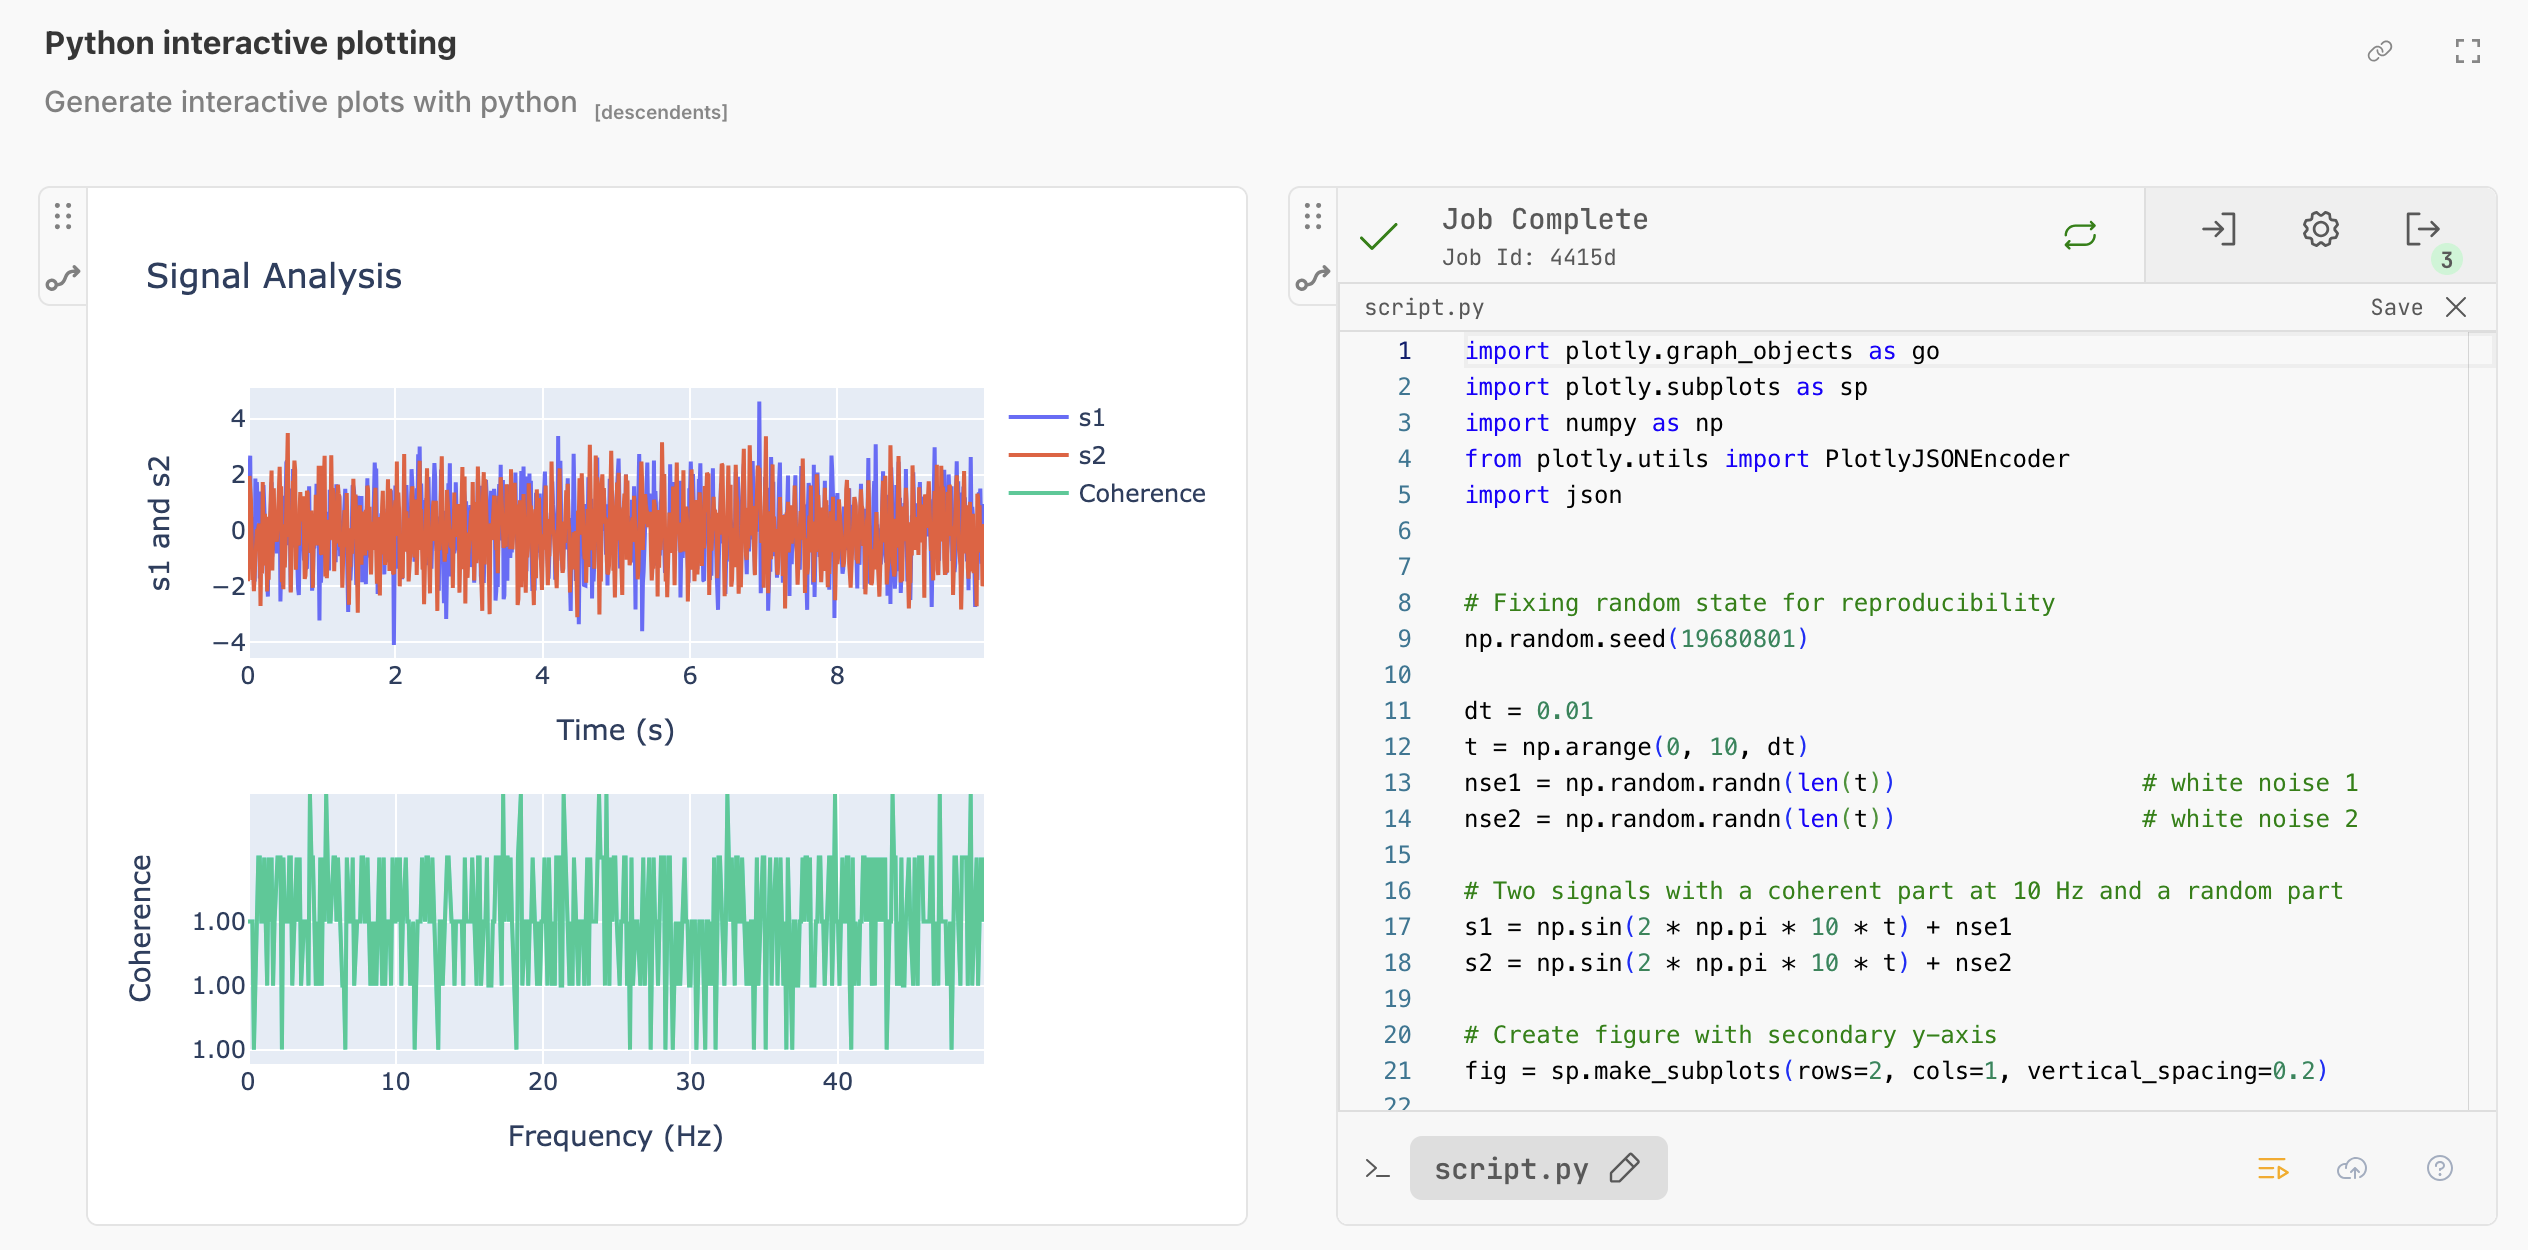 Python interactive plotting
Generate interactive plots with python [descendents]
Signal Analysis
4
2
0
−2
−4
s1 and s2
0 2 4 6 8
Time (s)
s1
s2
Coherence
1.00
1.00
1.00
Coherence
0 10 20 30 40
Frequency (Hz)
Job Complete
Job Id: 4415d
3
script.py Save
1 import plotly.graph_objects as go
2 import plotly.subplots as sp
3 import numpy as np
4 from plotly.utils import PlotlyJSONEncoder
5 import json
6
7
8 # Fixing random state for reproducibility
9 np.random.seed(19680801)
10
11 dt = 0.01
12 t = np.arange(0, 10, dt)
13 nse1 = np.random.randn(len(t)) # white noise 1
14 nse2 = np.random.randn(len(t)) # white noise 2
15
16 # Two signals with a coherent part at 10 Hz and a random part
17 s1 = np.sin(2 * np.pi * 10 * t) + nse1
18 s2 = np.sin(2 * np.pi * 10 * t) + nse2
19
20 # Create figure with secondary y-axis
21 fig = sp.make_subplots(rows=2, cols=1, vertical_spacing=0.2)
22
script.py